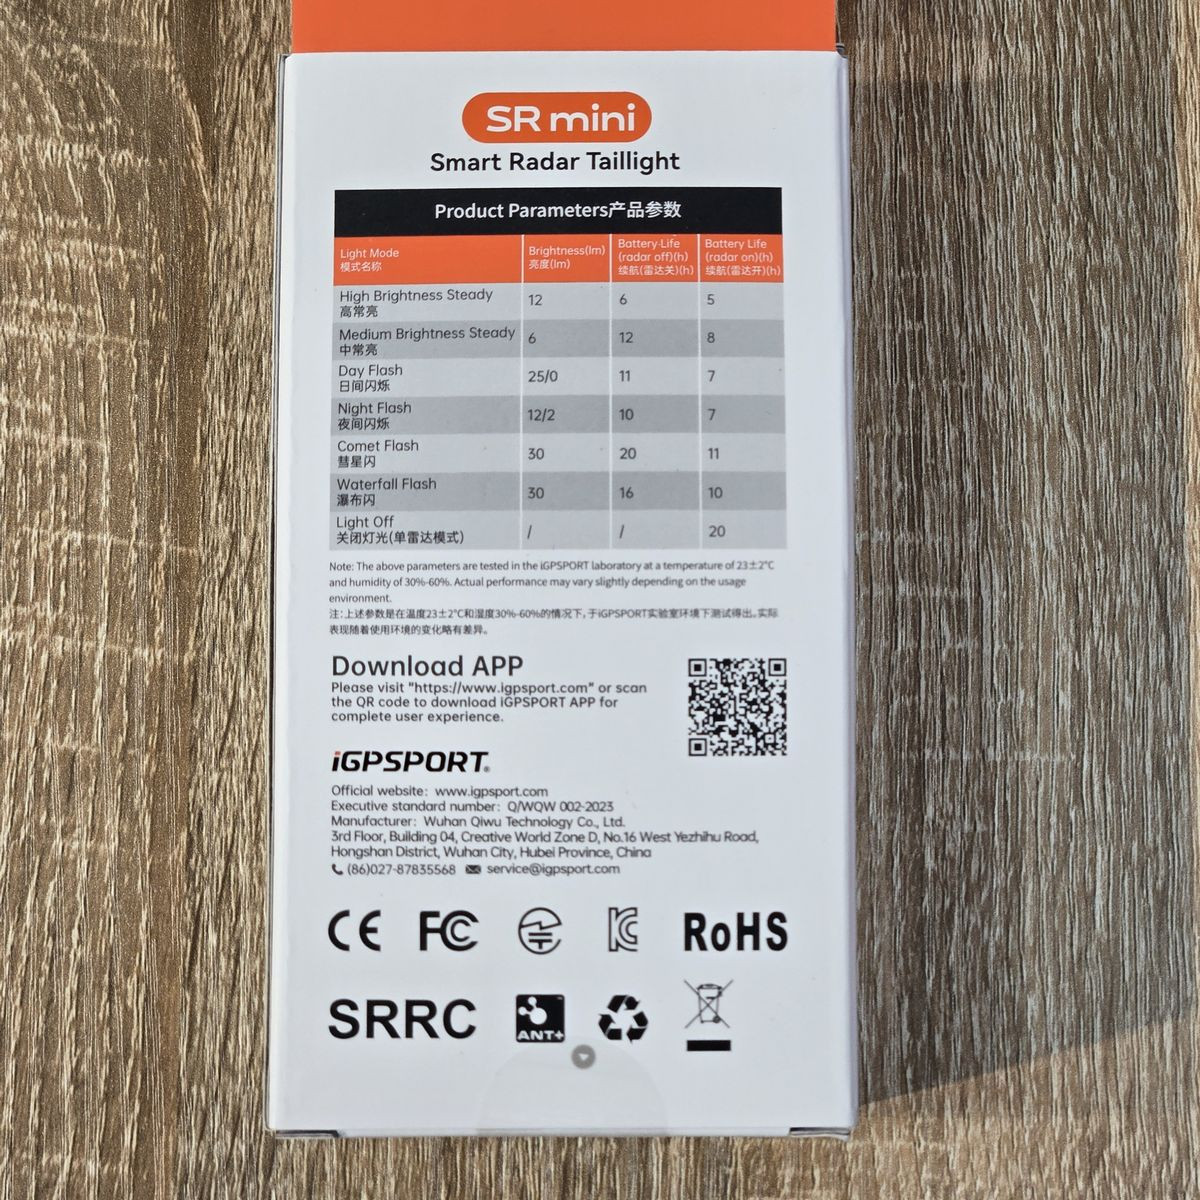 SR mini
Smart Radar Taillight
Product Parameters产品参数
Light Mode
模式名称
Brightness(lm)
亮度(lm)
Battery-Life
(radar off)(h)
续航(雷达关)(h)
Battery Life
(radar on)(h)
续航(雷达开)(h)
High Brightness Steady
高常亮
12
6
5
Medium Brightness Steady
中常亮
6
12
8
Day Flash
日间闪烁
25/0
11
7
Night Flash
夜间闪烁
12/2
10
7
Comet Flash
彗星闪
30
20
11
Waterfall Flash
瀑布闪
30
16
10
Light Off
关闭灯光(单雷达模式)
/
/
20
Note: The above parameters are tested in the iGPSPORT laboratory at a temperature of 23±2°C
and humidity of 30%-60%. Actual performance may vary slightly depending on the usage
environment.
注:上述参数是在温度23±2°C和湿度30%-60%的情况下,于iGPSPORT实验室环境下测试得出。实际
表现随着使用环境的变化略有差异。
Download APP
Please visit "https://www.igpsport.com" or scan
the QR code to download iGPSPORT APP for
complete user experience.
iGPSPORT
Official website: www.igpsport.com
Executive standard number: Q/WQW 002-2023
Manufacturer: Wuhan Qiwu Technology Co., Ltd.
3rd Floor, Building 04, Creative World Zone D, No.16 West Yezhihu Road,
Hongshan District, Wuhan City, Hubei Province, China
(86)027-87835568 service@igpsport.com
CE FC KC RoHS
SRRC ANT+